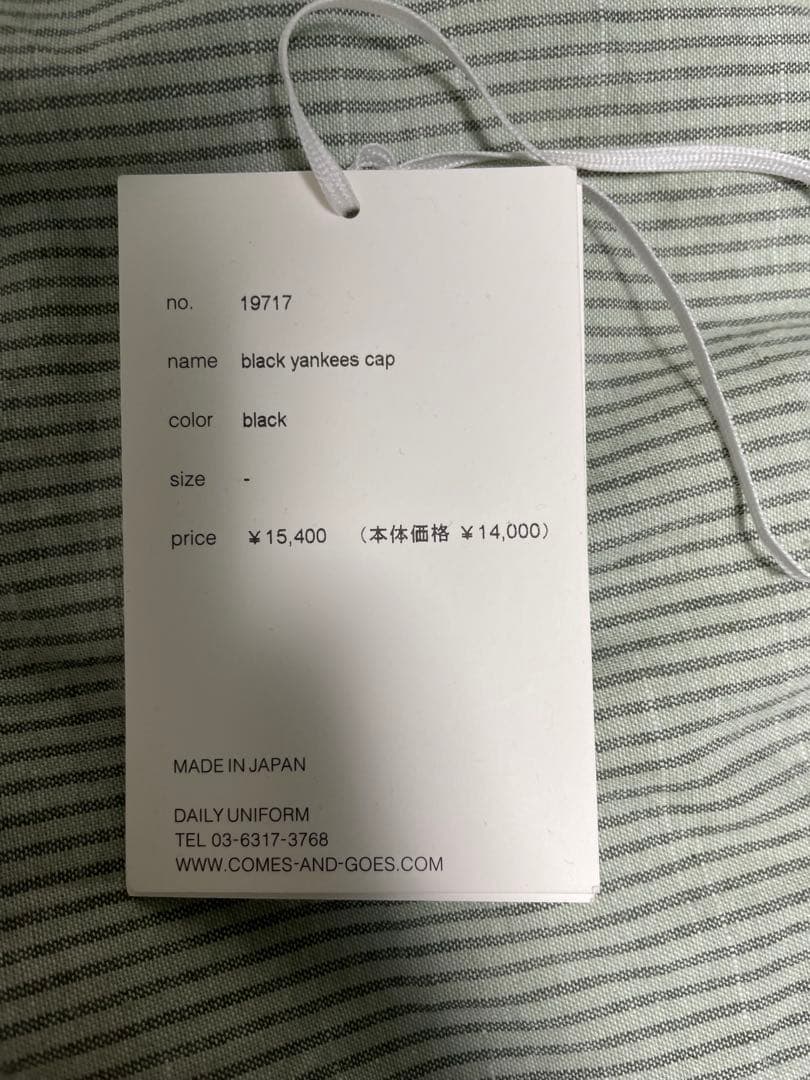 no. 19717
name black yankees cap
color black
size -
price ¥15,400 (本体価格 ¥14,000)
MADE IN JAPAN
DAILY UNIFORM
TEL 03-6317-3768
WWW.COMES-AND-GOES.COM